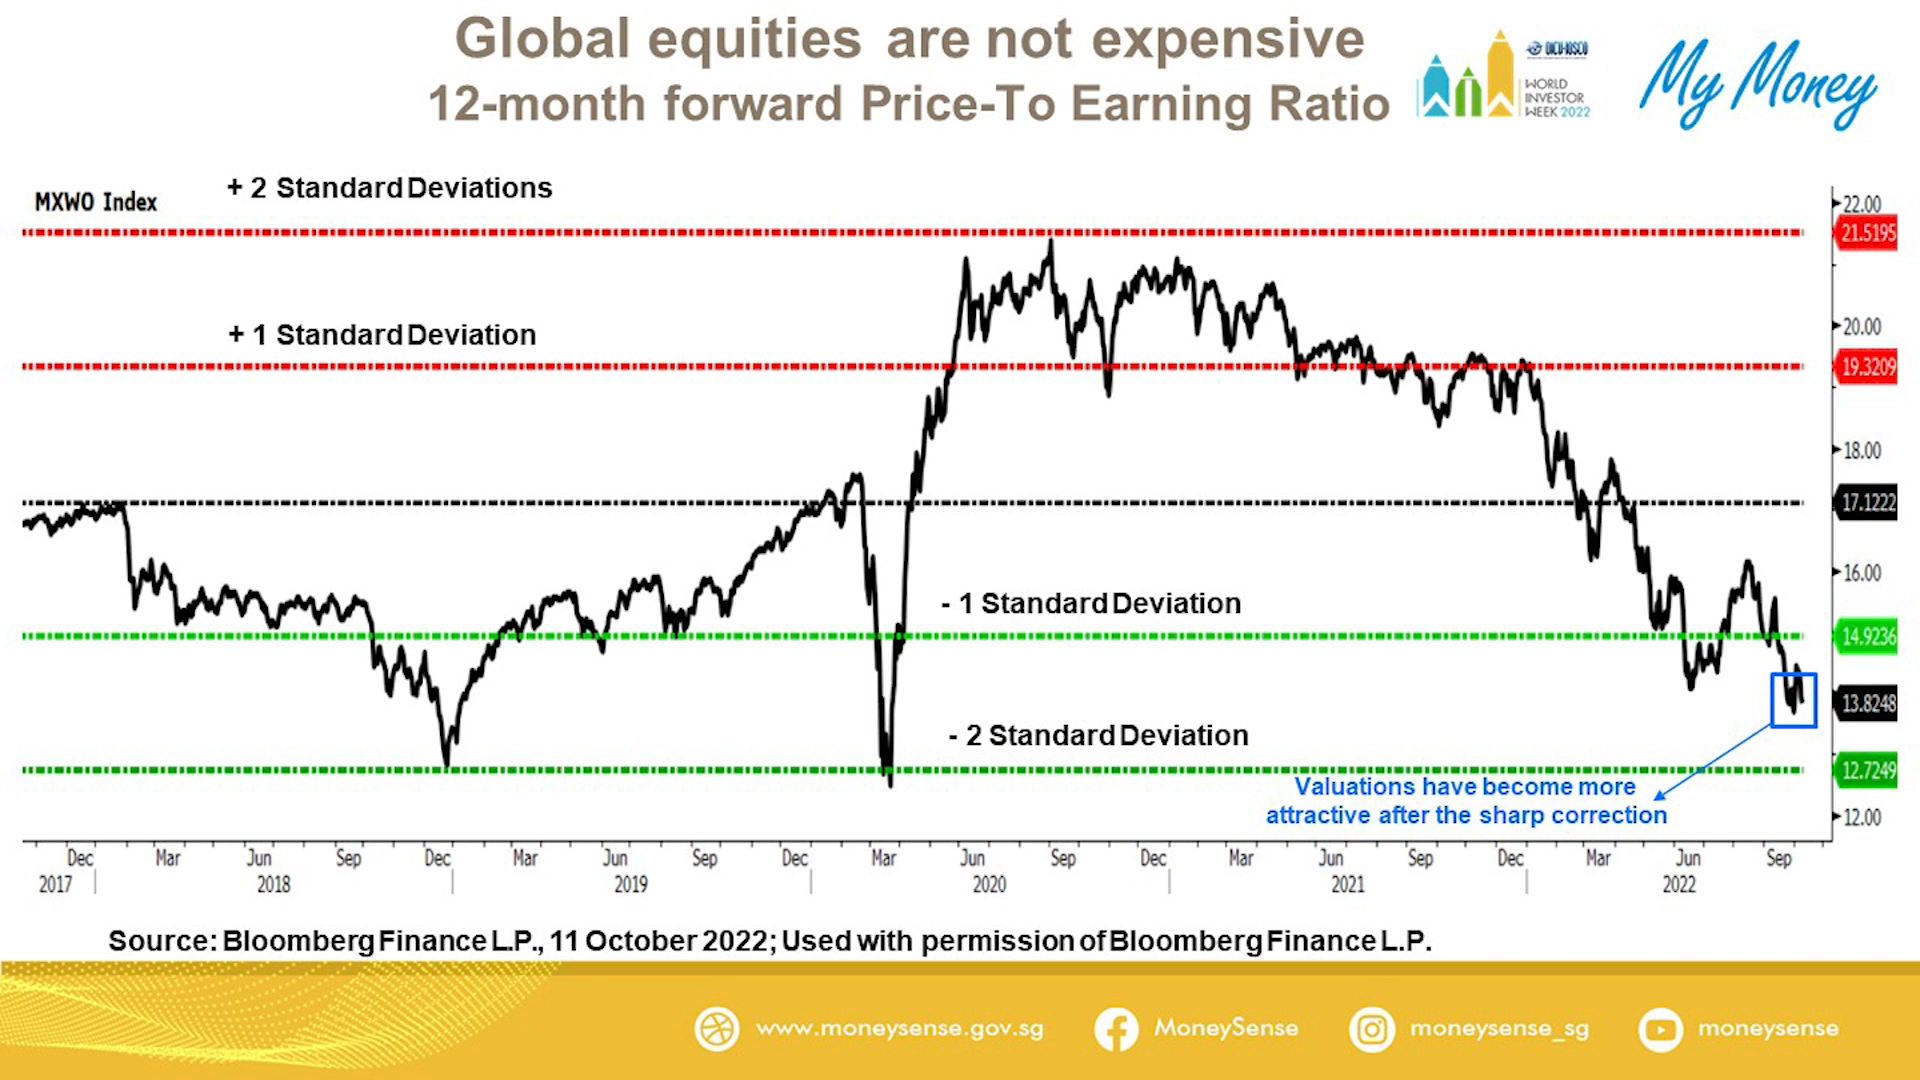 Global equities are not expensive
12-month forward Price-To Earning Ratio
OICU-IOSCO
WORLD
INVESTOR
WEEK 2022
My Money
MXWO Index
+ 2 Standard Deviations
+ 1 Standard Deviation
- 1 Standard Deviation
- 2 Standard Deviation
Valuations have become more
attractive after the sharp correction
22.00
21.5195
20.00
19.3209
18.00
17.1222
16.00
14.9236
13.8248
12.7249
12.00
Dec Mar Jun Sep Dec Mar Jun Sep Dec Mar Jun Sep Dec Mar Jun Sep Dec Mar Jun Sep
2017 2018 2019 2020 2021 2022
Source: Bloomberg Finance L.P., 11 October 2022; Used with permission of Bloomberg Finance L.P.
www.moneysense.gov.sg MoneySense moneysense_sg moneysense